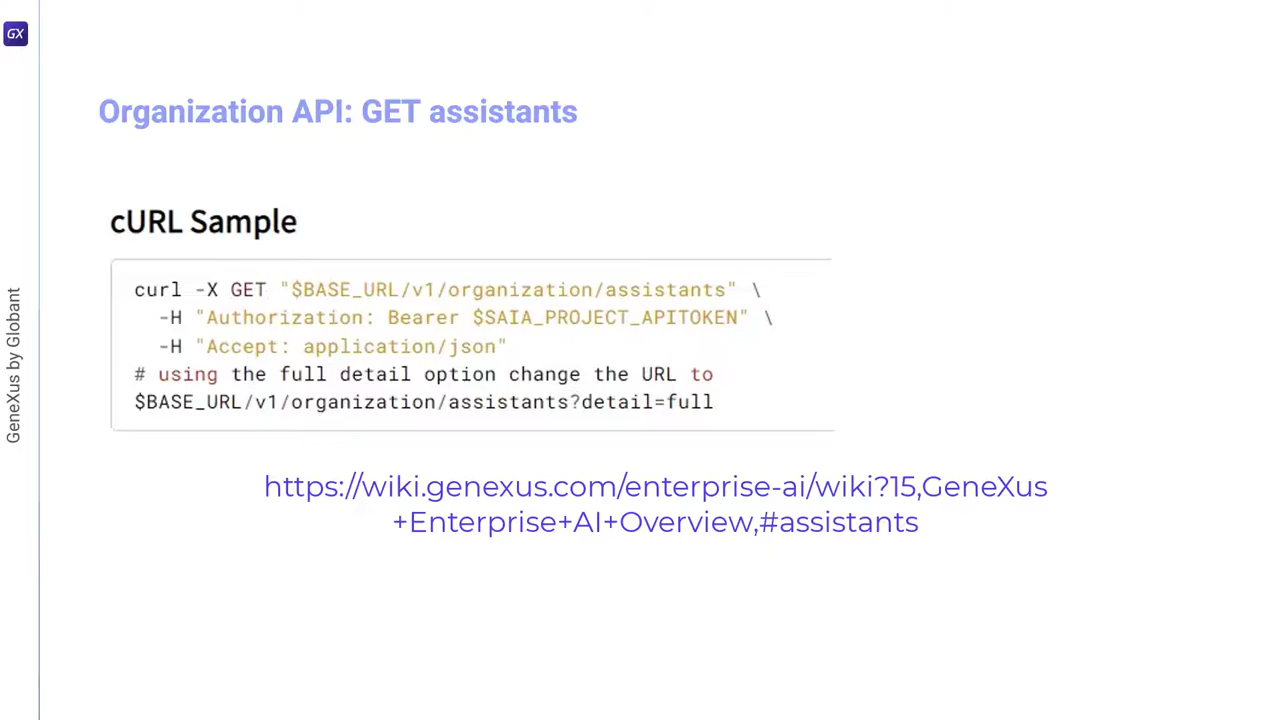 GX
Organization API: GET assistants
cURL Sample
curl -X GET "$BASE_URL/v1/organization/assistants" \
-H "Authorization: Bearer $SAIA_PROJECT_APITOKEN" \
-H "Accept: application/json"
# using the full detail option change the URL to
$BASE_URL/v1/organization/assistants?detail=full
https://wiki.genexus.com/enterprise-ai/wiki?15,GeneXus
+Enterprise+AI+Overview,#assistants
GeneXus by Globant